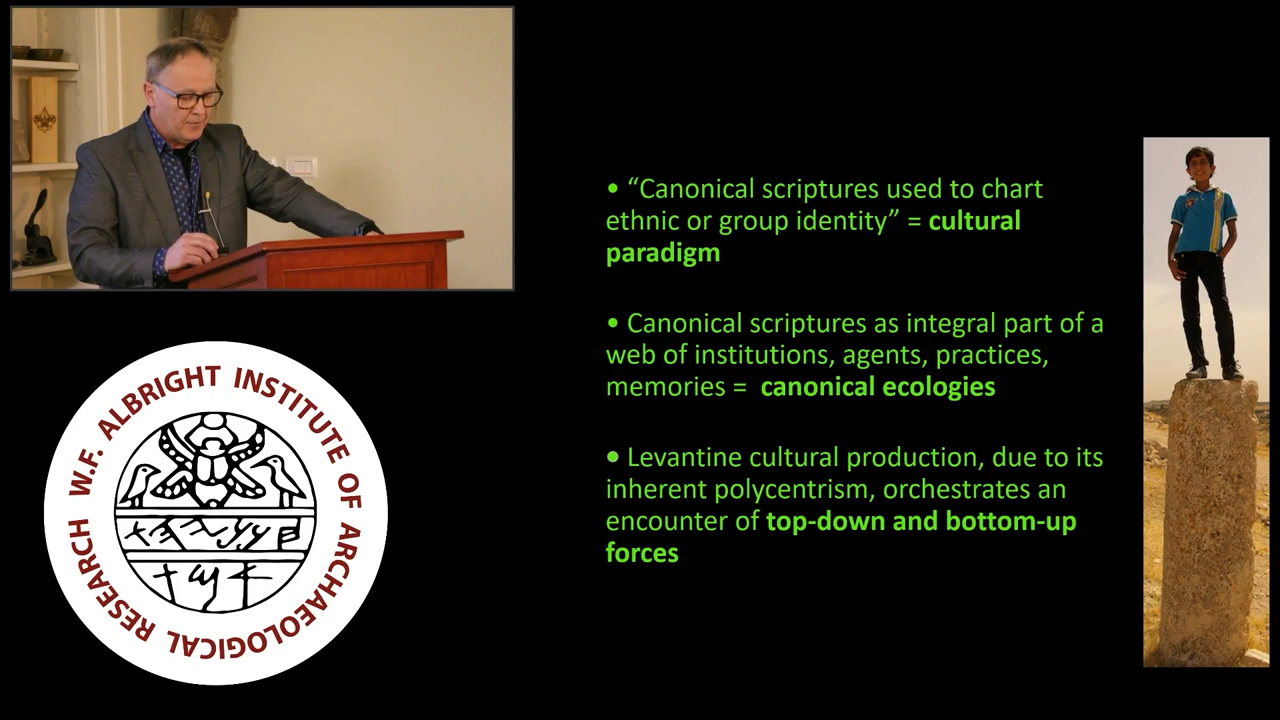 • “Canonical scriptures used to chart
ethnic or group identity” = cultural
paradigm
• Canonical scriptures as integral part of a
web of institutions, agents, practices,
memories = canonical ecologies
• Levantine cultural production, due to its
inherent polycentrism, orchestrates an
encounter of top-down and bottom-up
forces
W.F. ALBRIGHT INSTITUTE OF ARCHAEOLOGICAL RESEARCH